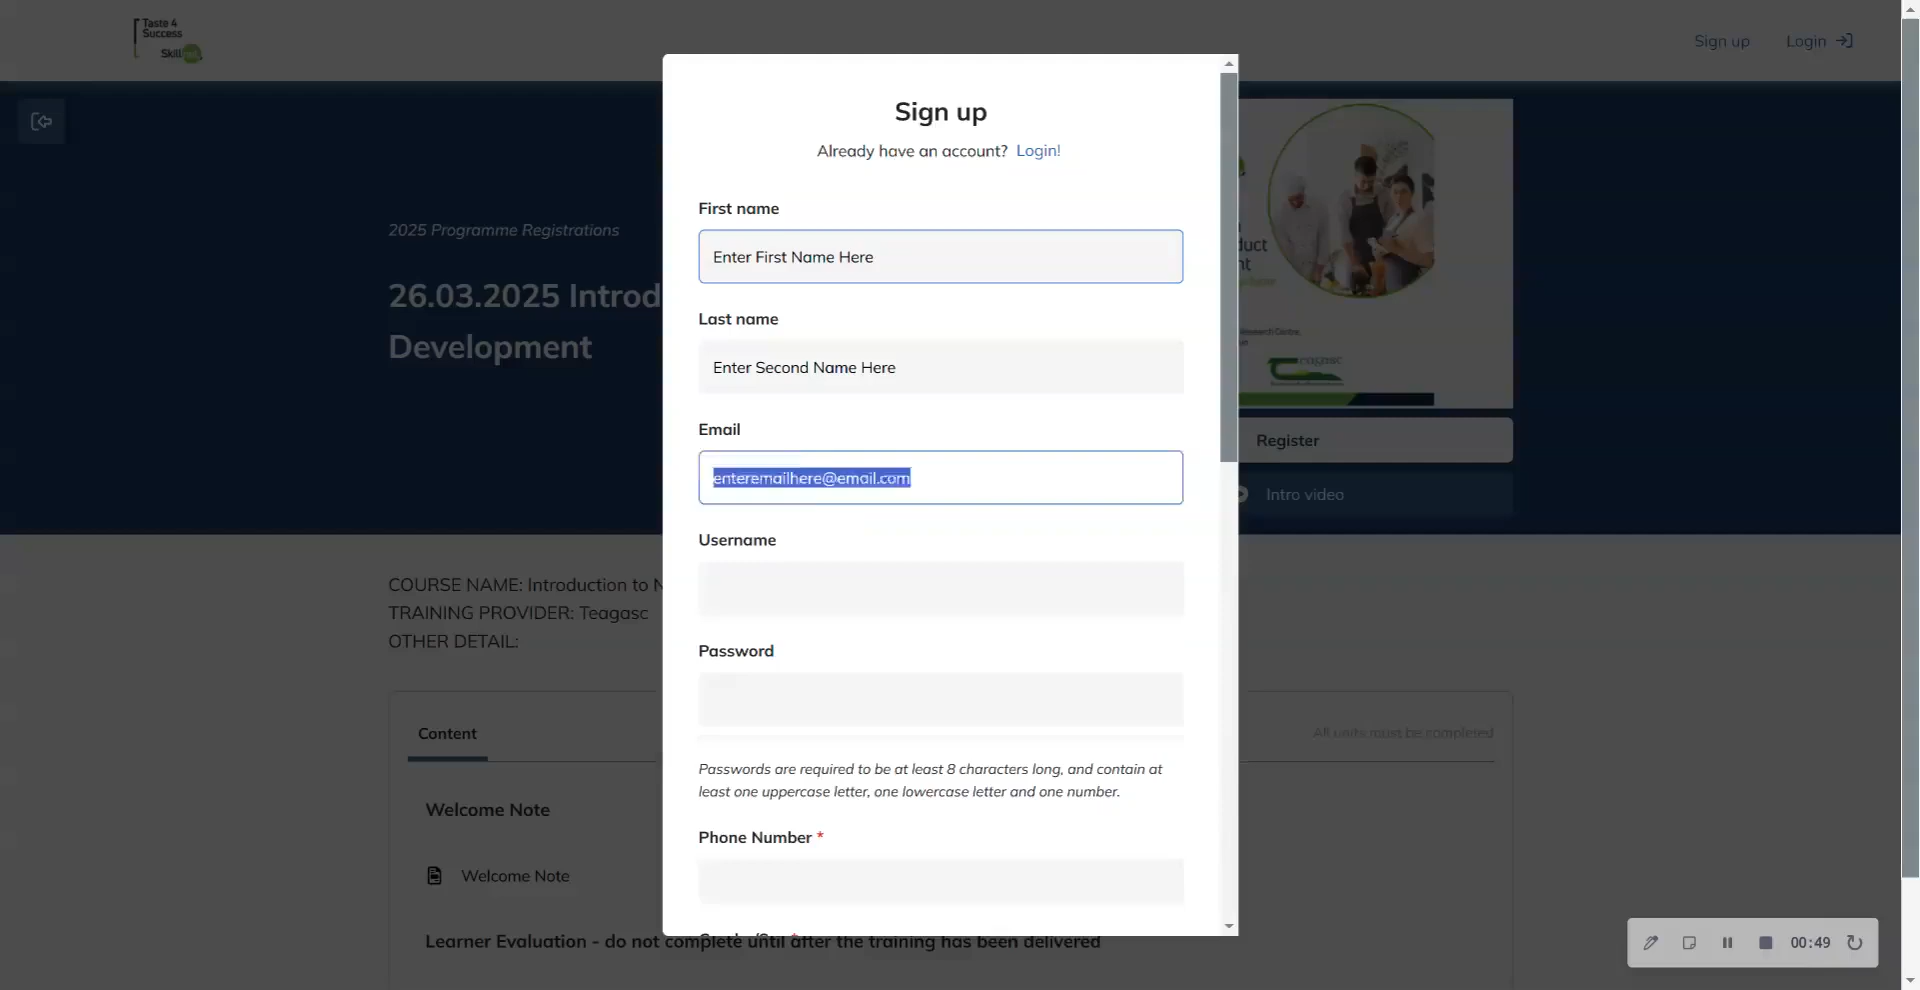 Taste 4
Success
Skillnet
Sign up
Login
Sign up
Already have an account? Login!
First name
Enter First Name Here
Last name
Enter Second Name Here
Email
enteremailhere@email.com
Username
Password
Passwords are required to be at least 8 characters long, and contain at
least one uppercase letter, one lowercase letter and one number.
Phone Number *
2025 Programme Registrations
26.03.2025 Introd
Development
duct
nt
Research Centre,
Teagasc
Register
Intro video
COURSE NAME: Introduction to N
TRAINING PROVIDER: Teagasc
OTHER DETAIL:
Content
All units must be completed
Welcome Note
Welcome Note
Learner Evaluation - do not complete until after the training has been delivered
00:49